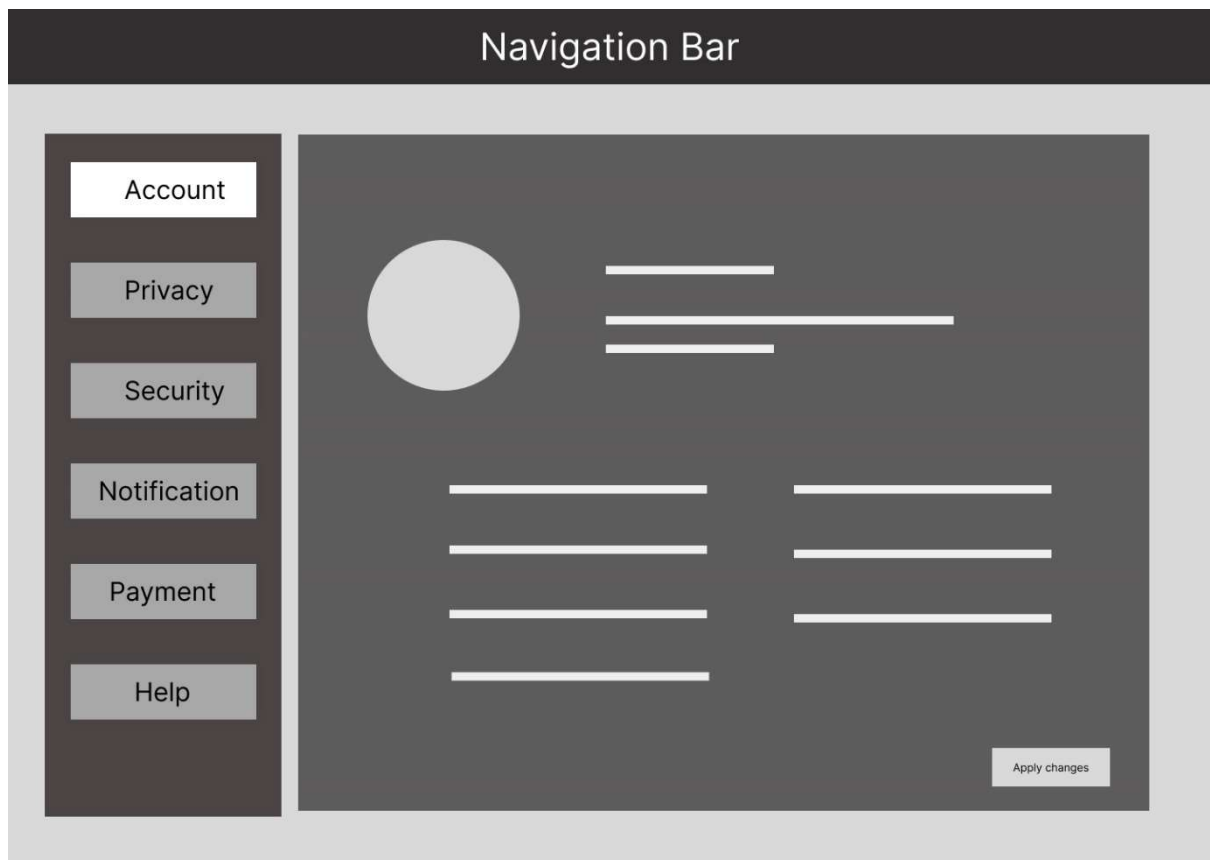 Navigation Bar
Account
Privacy
Security
Notification
Payment
Help
Apply changes